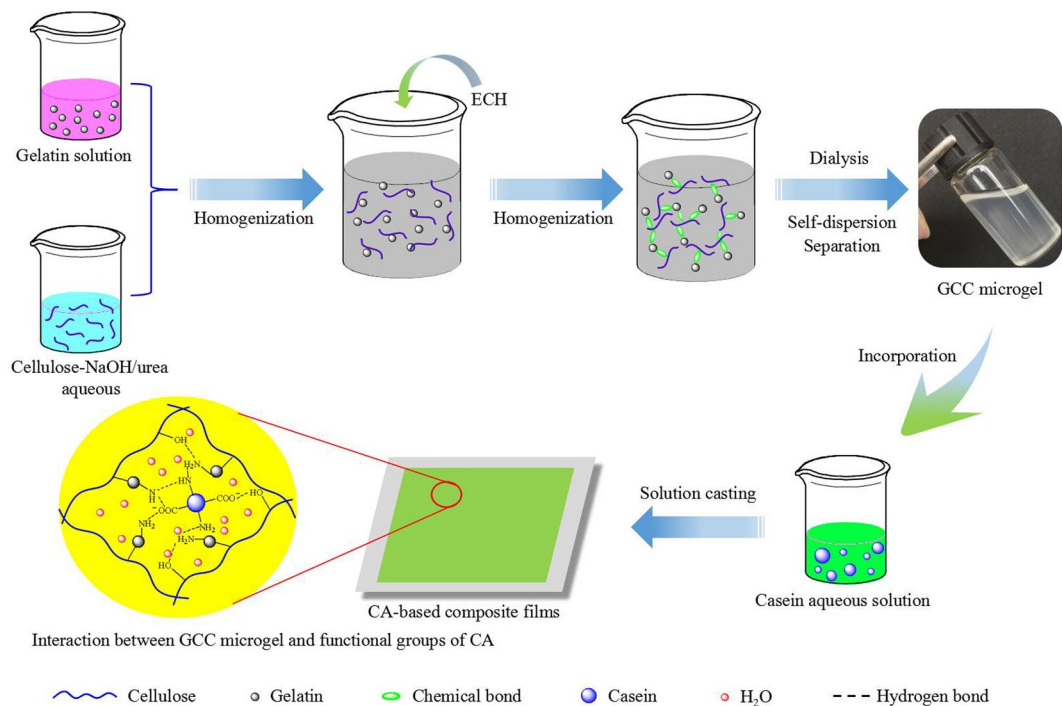 Gelatin solution
Cellulose-NaOH/urea
aqueous
Homogenization
ECH
Homogenization
Dialysis
Self-dispersion
Separation
GCC microgel
Incorporation
Casein aqueous solution
Solution casting
CA-based composite films
OH
H₂N
HN
N
H
OOC
COO
HO
NH₂
NH₂
H₂N
HO
Interaction between GCC microgel and functional groups of CA
Cellulose
Gelatin
Chemical bond
Casein
H₂O
Hydrogen bond